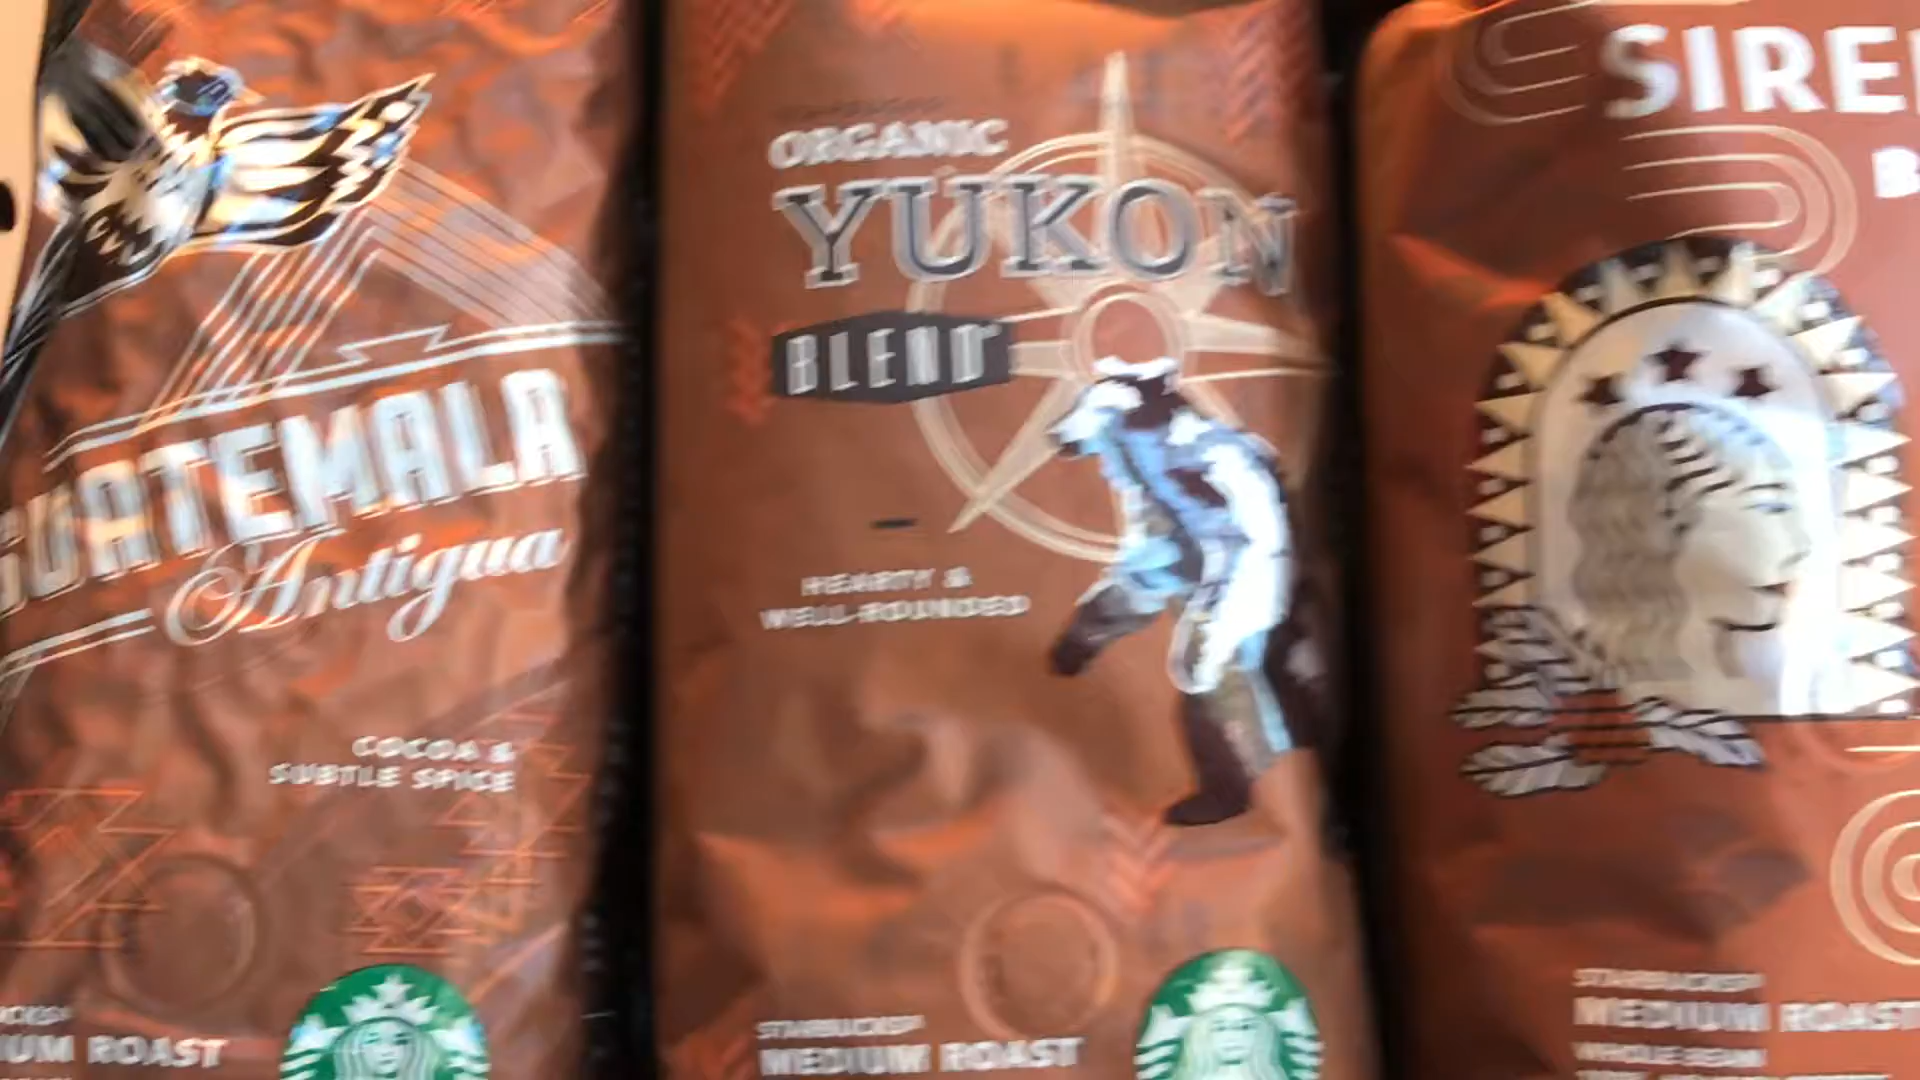 GUATEMALA
Antigua
COCOA &
SUBTLE SPICE
ROAST
ORGANIC
YUKON
BLEND
HEARTY &
WELL-ROUNDED
STARBUCKS®
MEDIUM ROAST
SIRE
B
STARBUCKS®
MEDIUM ROAST
WHOLE BEAN